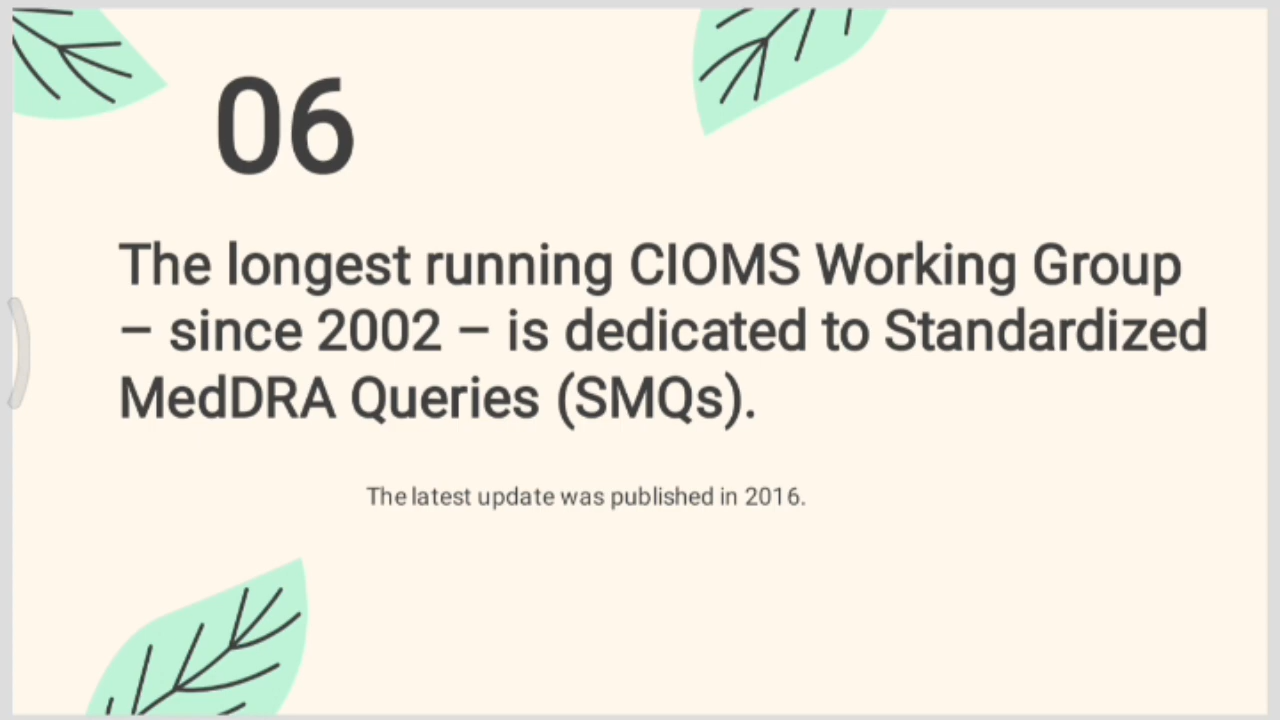 06
The longest running CIOMS Working Group
– since 2002 – is dedicated to Standardized
MedDRA Queries (SMQs).
The latest update was published in 2016.